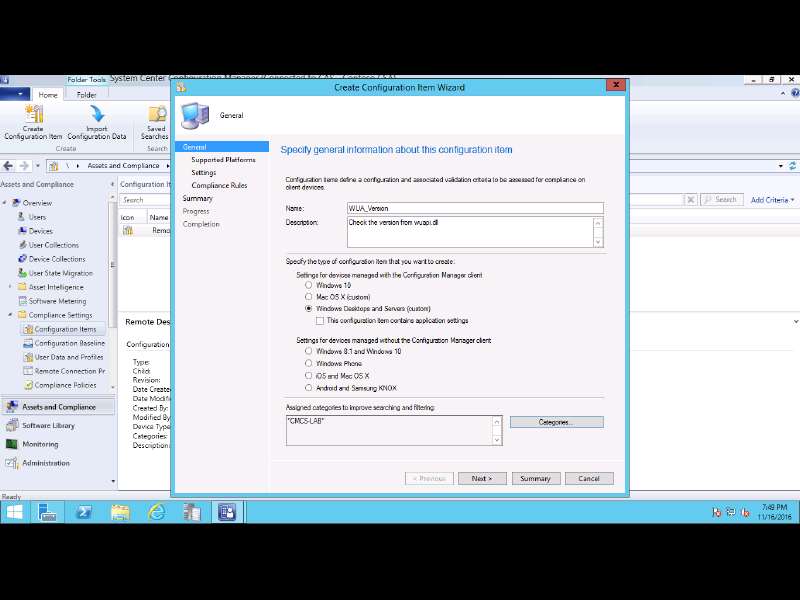 Folder Tools
System Center Configuration Manager (Connected to CAS - Contoso CSA)
Home
Folder
Create Configuration Item
Import Configuration Data
Saved Searches
Create
Search
\ Assets and Compliance
Assets and Compliance
Overview
Users
Devices
User Collections
Device Collections
User State Migration
Asset Intelligence
Software Metering
Compliance Settings
Configuration Items
Configuration Baseline
User Data and Profiles
Remote Connection Pr
Compliance Policies
Assets and Compliance
Software Library
Monitoring
Administration
Ready
Configuration It
Search
Icon Name
Remo
Remote Des
Configuration
Type:
Child:
Revision:
Date Create
Date Modifi
Created By:
Modified By
Device Type
Categories:
Description:
Search
Add Criteria
Create Configuration Item Wizard
General
General
Supported Platforms
Settings
Compliance Rules
Summary
Progress
Completion
Specify general information about this configuration item
Configuration items define a configuration and associated validation criteria to be assessed for compliance on
client devices.
Name: WUA_Version
Description: Check the version from wuapi.dll
Specify the type of configuration item that you want to create:
Settings for devices managed with the Configuration Manager client
Windows 10
Mac OS X (custom)
Windows Desktops and Servers (custom)
This configuration item contains application settings
Settings for devices managed without the Configuration Manager client
Windows 8.1 and Windows 10
Windows Phone
iOS and Mac OS X
Android and Samsung KNOX
Assigned categories to improve searching and filtering:
"CMCS-LAB"
Categories...
< Previous
Next >
Summary
Cancel
7:49 PM
11/16/2016